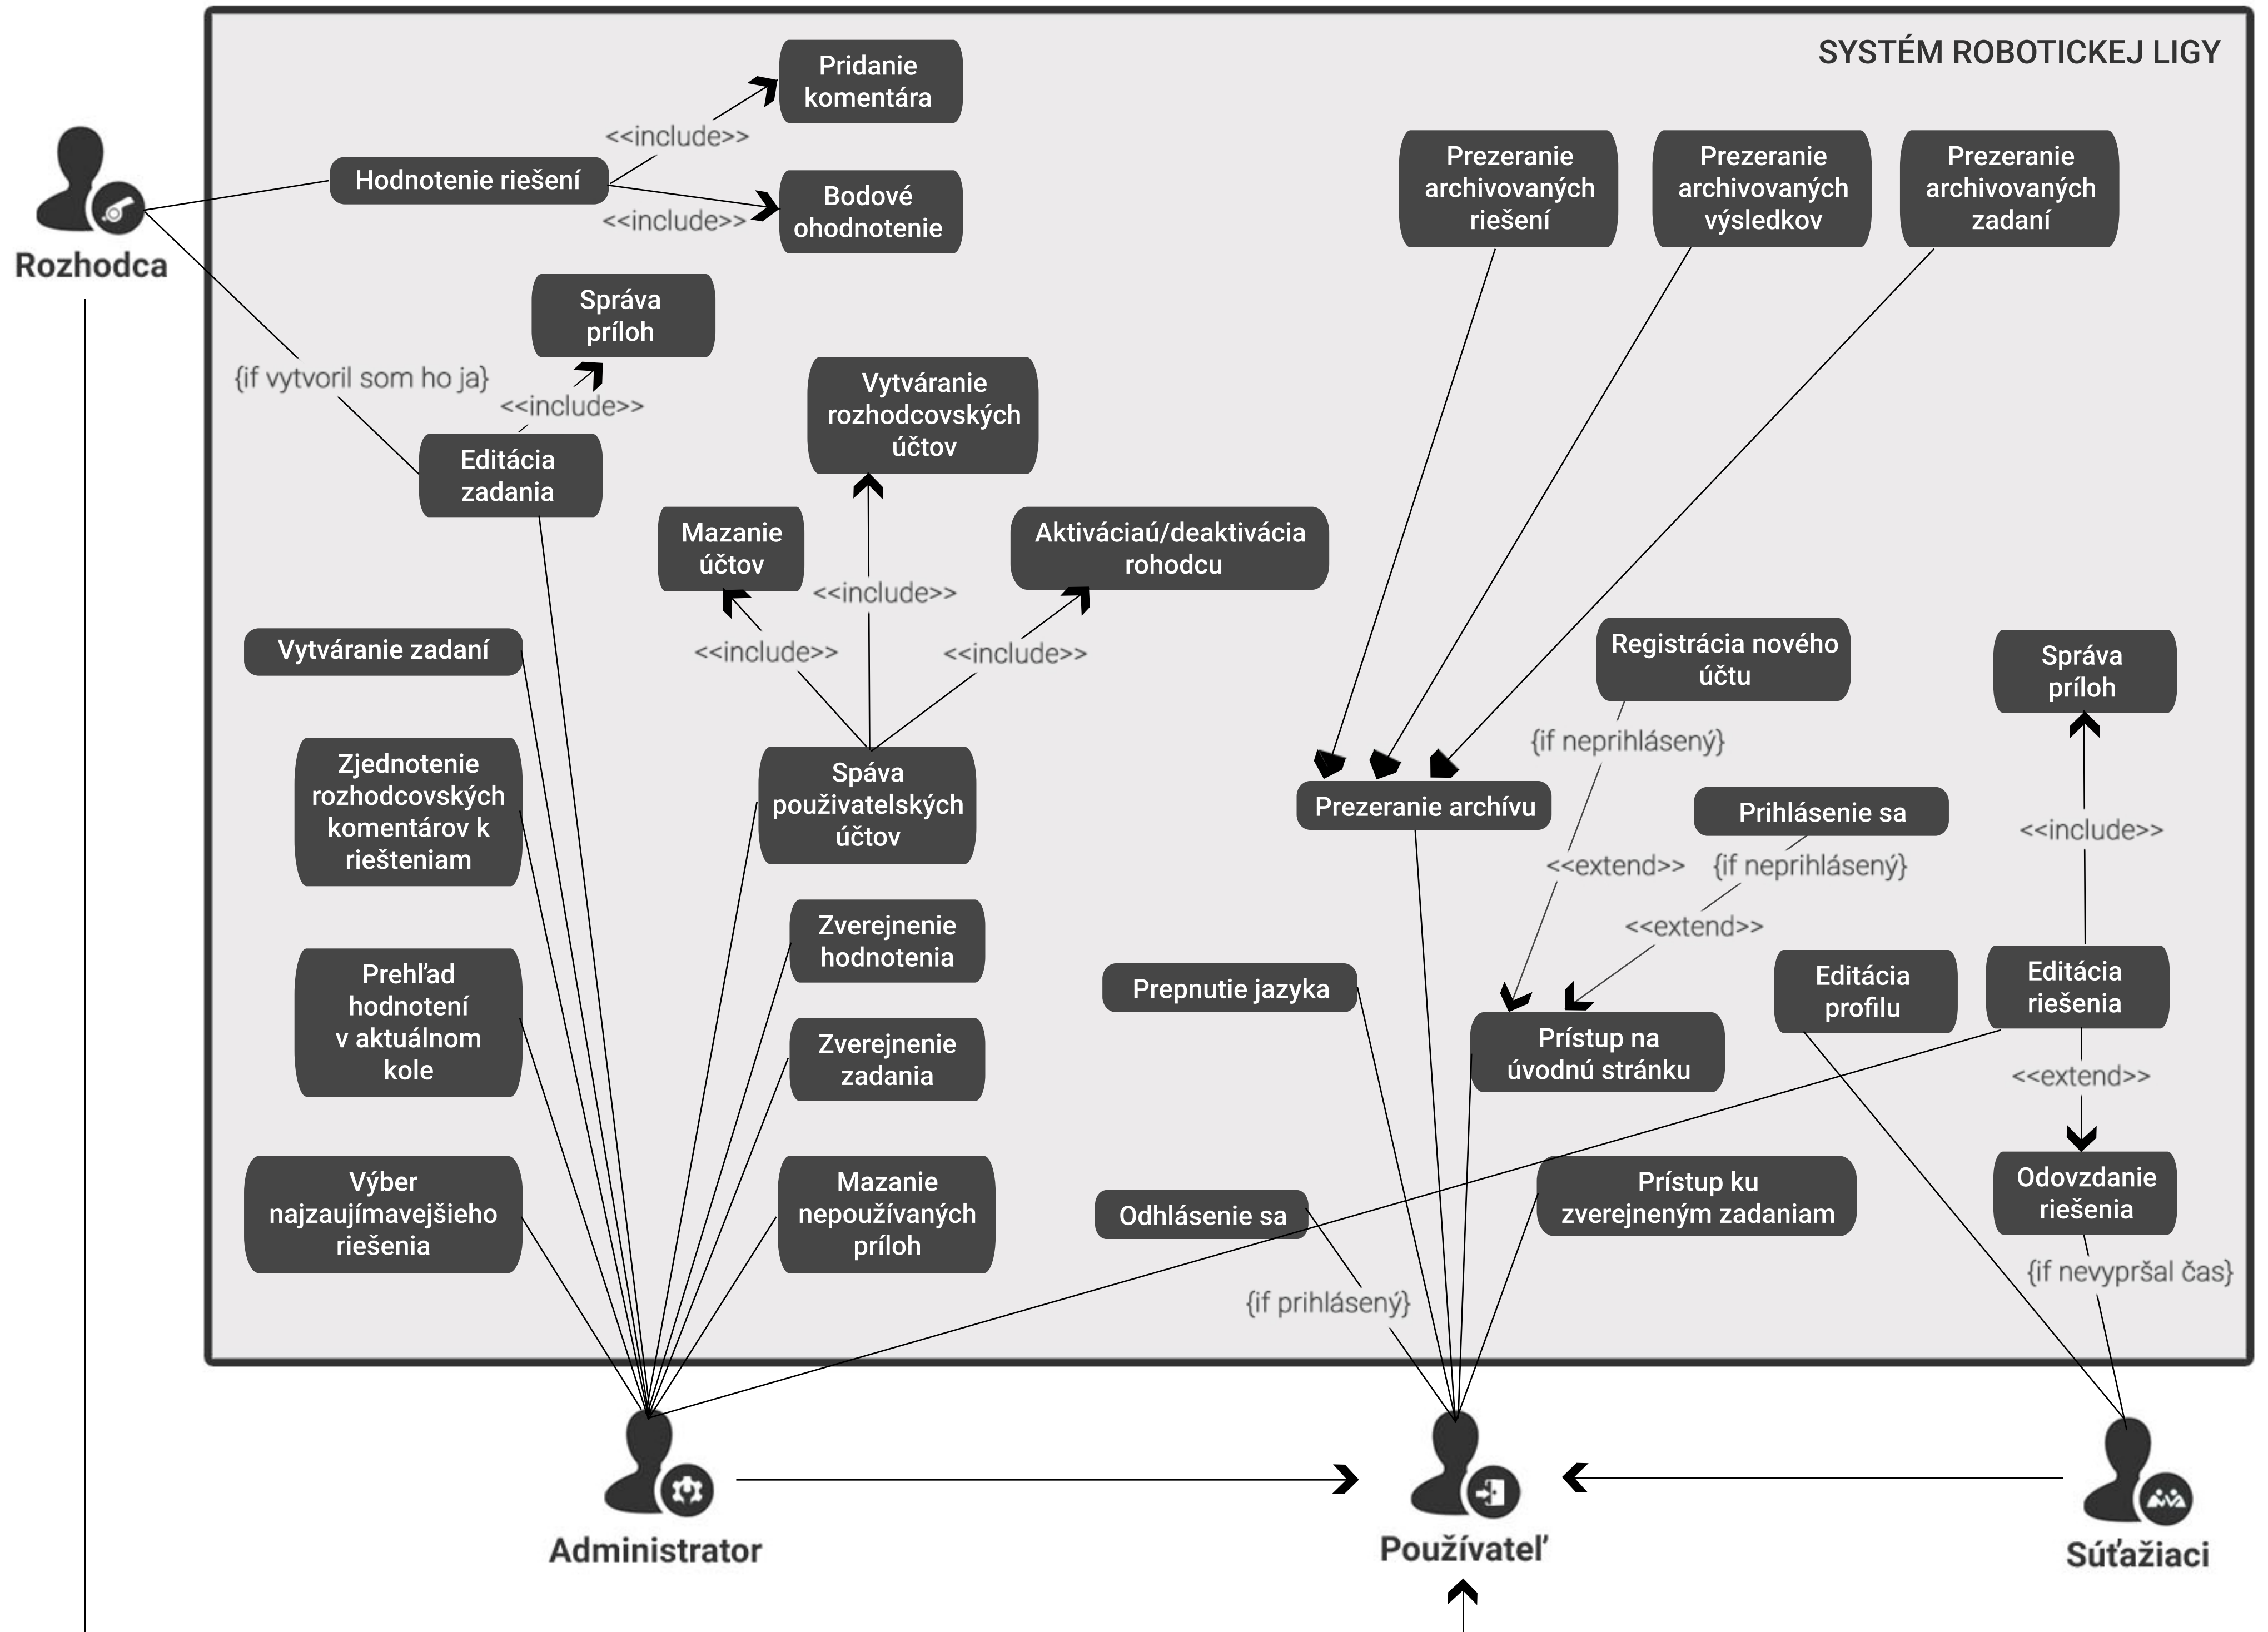 SYSTÉM ROBOTICKEJ LIGY
Pridanie
komentára
<<include>>
Hodnotenie riešení
Bodové
ohodnotenie
<<include>>
Rozhodca
Prezeranie
archivovaných
riešení
Prezeranie
archivovaných
výsledkov
Prezeranie
archivovaných
zadaní
Správa
príloh
{if vytvoril som ho ja}
<<include>>
Editácia
zadania
Vytváranie
rozhodcovských
účtov
Mazanie
účtov
Aktiváciaú/deaktivácia
rohodcu
<<include>>
<<include>>
<<include>>
Vytváranie zadaní
Registrácia nového
účtu
Správa
príloh
{if neprihlásený}
Zjednotenie
rozhodcovských
komentárov k
riešteniam
Spáva
použivatelských
účtov
Prezeranie archívu
Prihlásenie sa
<<include>>
<<extend>>
{if neprihlásený}
<<extend>>
Zverejnenie
hodnotenia
Prehľad
hodnotení
v aktuálnom
kole
Prepnutie jazyka
Editácia
profilu
Editácia
riešenia
Zverejnenie
zadania
Prístup na
úvodnú stránku
<<extend>>
Výber
najzaujímavejšieho
riešenia
Mazanie
nepoužívaných
príloh
Odhlásenie sa
Prístup ku
zverejneným zadaniam
Odovzdanie
riešenia
{if prihlásený}
{if nevypršal čas}
Administrator
Používateľ
Súťažiaci